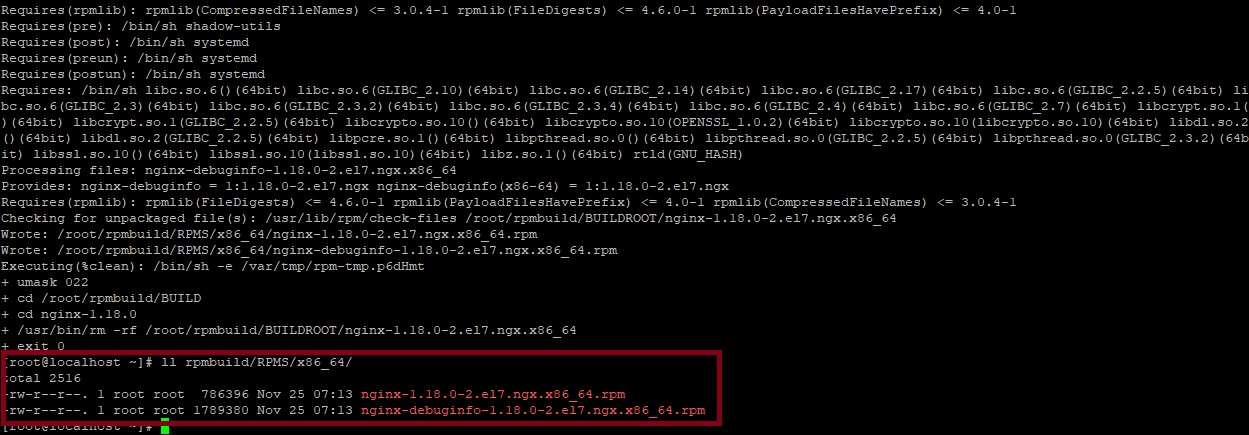 Requires(rpmlib): rpmlib(CompressedFileNames) <= 3.0.4-1 rpmlib(FileDigests) <= 4.6.0-1 rpmlib(PayloadFilesHavePrefix) <= 4.0-1
Requires(pre): /bin/sh shadow-utils
Requires(post): /bin/sh systemd
Requires(preun): /bin/sh systemd
Requires(postun): /bin/sh systemd
Requires: /bin/sh libc.so.6()(64bit) libc.so.6(GLIBC_2.10)(64bit) libc.so.6(GLIBC_2.14)(64bit) libc.so.6(GLIBC_2.17)(64bit) libc.so.6(GLIBC_2.2.5)(64bit) li
bc.so.6(GLIBC_2.3)(64bit) libc.so.6(GLIBC_2.3.2)(64bit) libc.so.6(GLIBC_2.3.4)(64bit) libc.so.6(GLIBC_2.4)(64bit) libc.so.6(GLIBC_2.7)(64bit) libcrypt.so.1(
)(64bit) libcrypt.so.1(GLIBC_2.2.5)(64bit) libcrypto.so.10()(64bit) libcrypto.so.10(OPENSSL_1.0.2)(64bit) libcrypto.so.10(libcrypto.so.10)(64bit) libdl.so.2
()(64bit) libdl.so.2(GLIBC_2.2.5)(64bit) libpcre.so.1()(64bit) libpthread.so.0()(64bit) libpthread.so.0(GLIBC_2.2.5)(64bit) libpthread.so.0(GLIBC_2.3.2)(64b
it) libssl.so.10()(64bit) libssl.so.10(libssl.so.10)(64bit) libz.so.1()(64bit) rtld(GNU_HASH)
Processing files: nginx-debuginfo-1.18.0-2.el7.ngx.x86_64
Provides: nginx-debuginfo = 1:1.18.0-2.el7.ngx nginx-debuginfo(x86-64) = 1:1.18.0-2.el7.ngx
Requires(rpmlib): rpmlib(FileDigests) <= 4.6.0-1 rpmlib(PayloadFilesHavePrefix) <= 4.0-1 rpmlib(CompressedFileNames) <= 3.0.4-1
Checking for unpackaged file(s): /usr/lib/rpm/check-files /root/rpmbuild/BUILDROOT/nginx-1.18.0-2.el7.ngx.x86_64
Wrote: /root/rpmbuild/RPMS/x86_64/nginx-1.18.0-2.el7.ngx.x86_64.rpm
Wrote: /root/rpmbuild/RPMS/x86_64/nginx-debuginfo-1.18.0-2.el7.ngx.x86_64.rpm
Executing(%clean): /bin/sh -e /var/tmp/rpm-tmp.p6dHmt
+ umask 022
+ cd /root/rpmbuild/BUILD
+ cd nginx-1.18.0
+ /usr/bin/rm -rf /root/rpmbuild/BUILDROOT/nginx-1.18.0-2.el7.ngx.x86_64
+ exit 0
[root@localhost ~]# ll rpmbuild/RPMS/x86_64/
total 2516
-rw-r--r--. 1 root root  786396 Nov 25 07:13 nginx-1.18.0-2.el7.ngx.x86_64.rpm
-rw-r--r--. 1 root root 1789380 Nov 25 07:13 nginx-debuginfo-1.18.0-2.el7.ngx.x86_64.rpm
[root@localhost ~]#